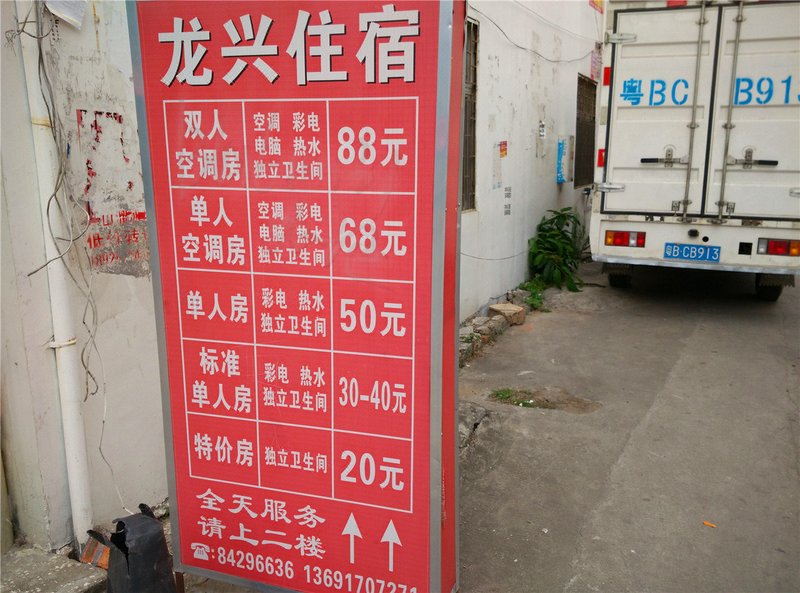 龙兴住宿
双人
空调房
空调 彩电
电脑 热水
独立卫生间
88元
单人
空调房
空调 彩电
电脑 热水
独立卫生间
68元
单人房
彩电 热水
独立卫生间
50元
标准
单人房
彩电 热水
独立卫生间
30-40元
特价房
独立卫生间
20元
全天服务
请上二楼
☎:84296636 13691707271
粤BC B913
粤B·CB913